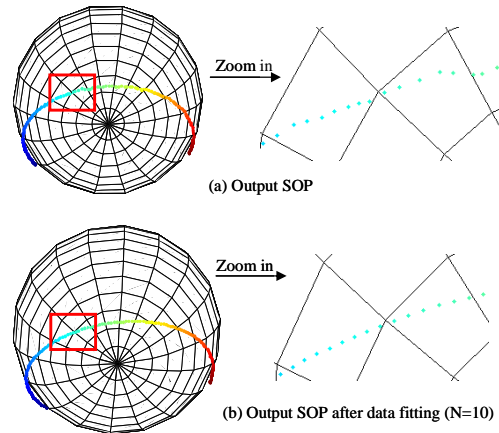 Zoom in
(a) Output SOP
Zoom in
(b) Output SOP after data fitting (N=10)